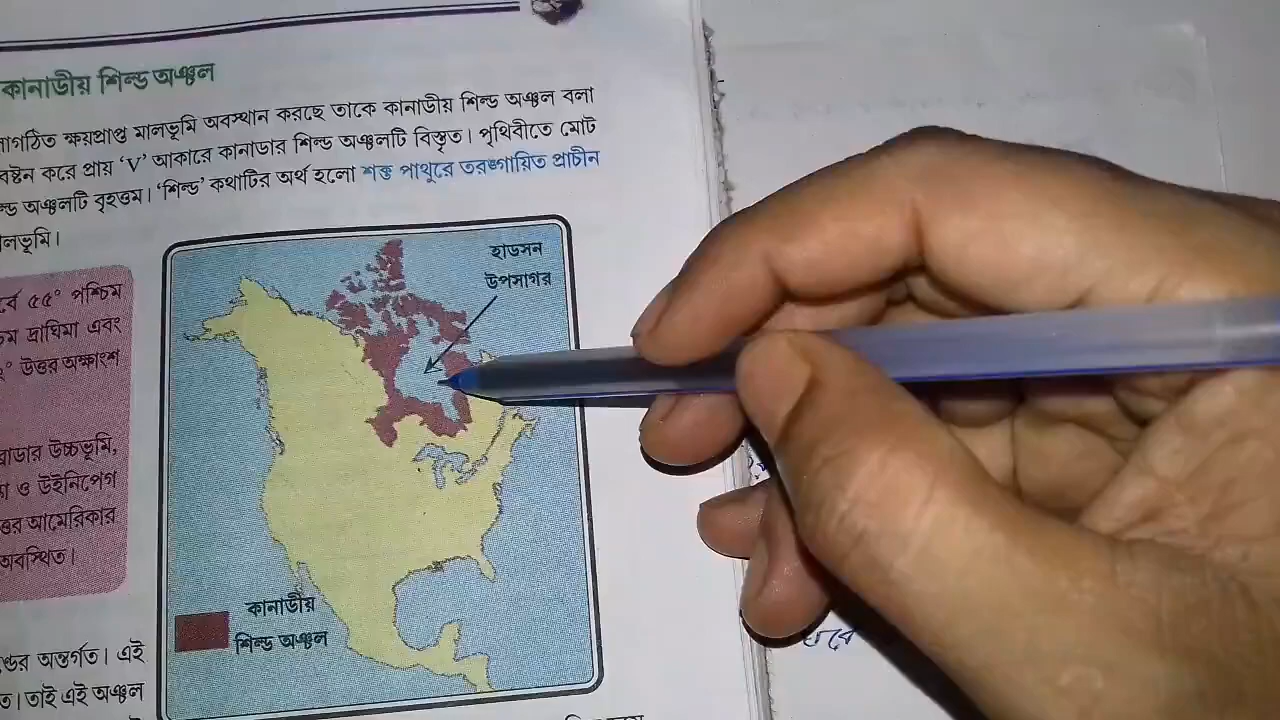 কানাডীয় শিল্ড অঞ্চল
াগঠিত ক্ষয়প্রাপ্ত মালভূমি অবস্থান করছে তাকে কানাডীয় শিল্ড অঞ্চল বলা
বষ্টন করে প্রায় ‘V’ আকারে কানাডার শিল্ড অঞ্চলটি বিস্তৃত। পৃথিবীতে মোট
ল্ড অঞ্চলটি বৃহত্তম। ‘শিল্ড’ কথাটির অর্থ হলো শক্ত পাথুরে তরঙ্গায়িত প্রাচীন
লভূমি।
র্বে ৫৫° পশ্চিম
ম দ্রাঘিমা এবং
° উত্তর অক্ষাংশ
ব্রাডার উচ্চভূমি,
া ও উইনিপেগ
ত্তর আমেরিকার
অবস্থিত।
হাডসন
উপসাগর
কানাডীয়
শিল্ড অঞ্চল
ণ্ডের অন্তর্গত। এই
ত। তাই এই অঞ্চল